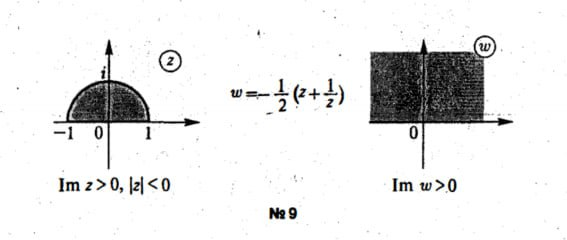 z
w
i
w=-1/2(z+1/z)
-1 0 1
0
Im z>0, |z|<0
Im w>0
№ 9